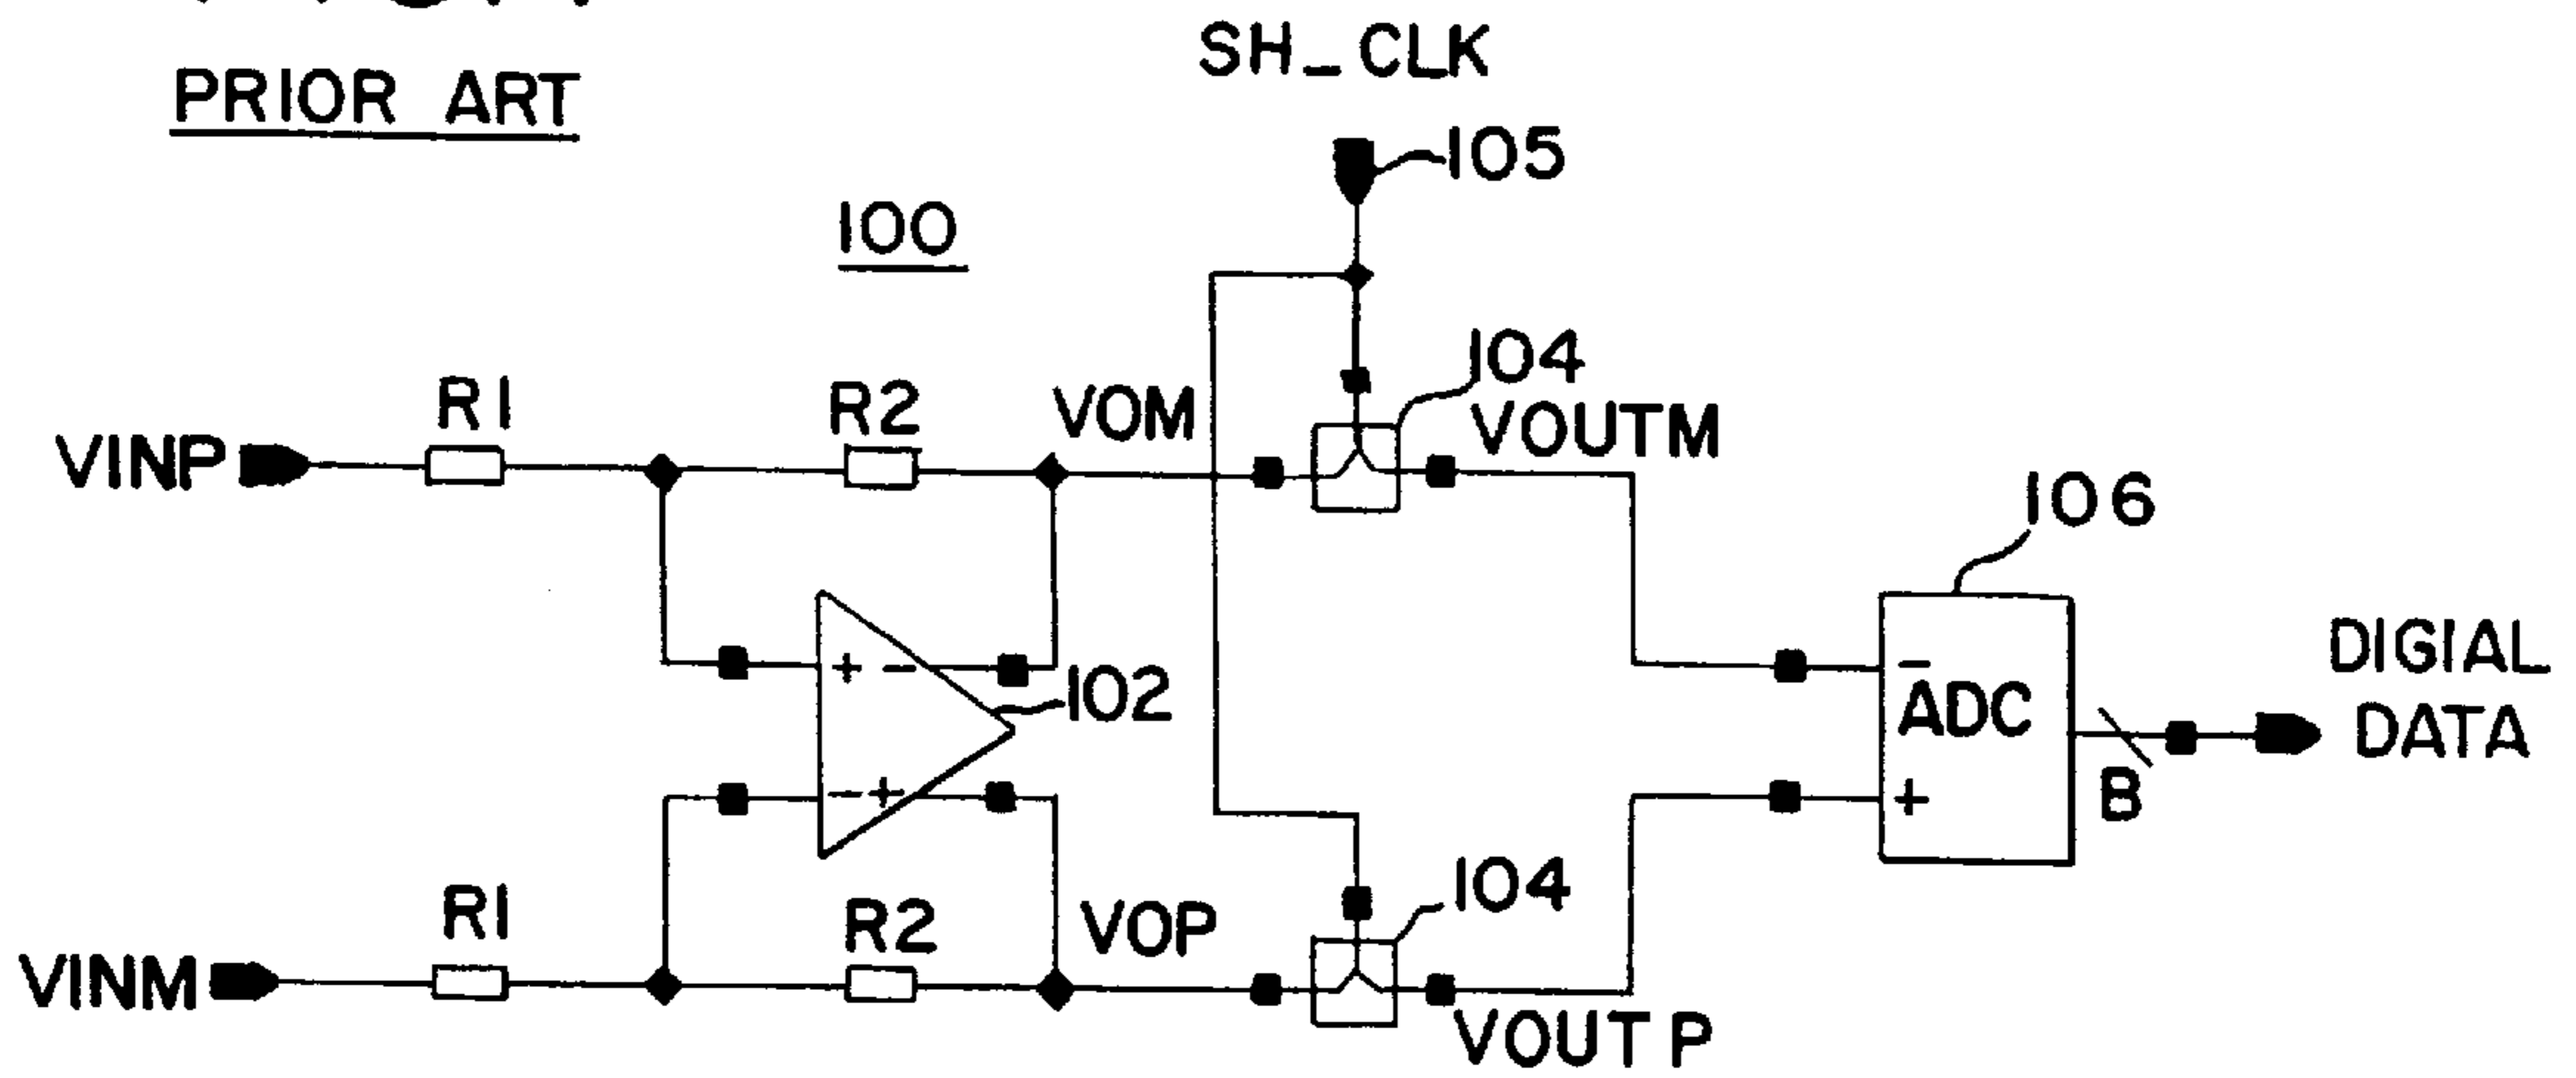 PRIOR ART
SH_CLK
105
100
104
R1
R2
VOM
VOUTM
VINP
106
+ -
102
-
ADC
+
DIGIAL
DATA
B
- +
R1
R2
VOP
104
VINM
VOUTP